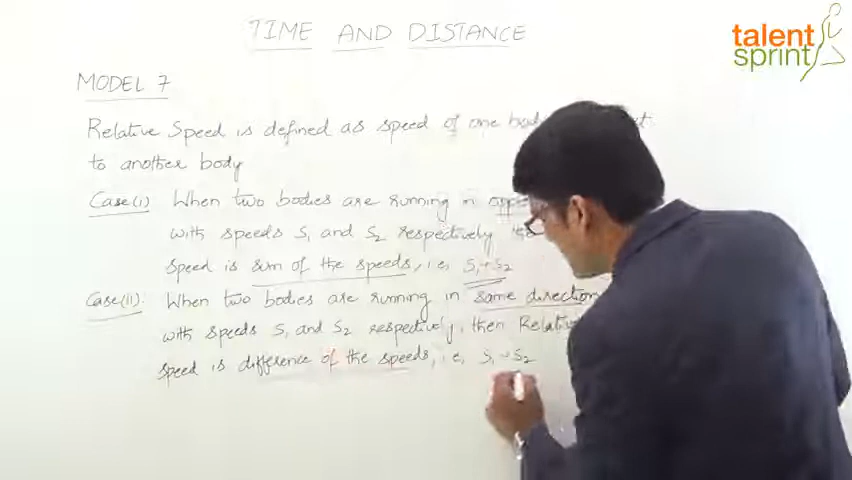 TIME AND DISTANCE
talent
sprint
MODEL 7
Relative Speed is defined as speed of one
to another body
Case(i) When two bodies are running in
with speeds S1 and S2 respectively
Speed is sum of the speeds, i.e, S1+S2
Case(ii): When two bodies are running in same direction
with speeds S1 and S2 respectively, then
speed is difference of the speeds, i.e, S1-S2